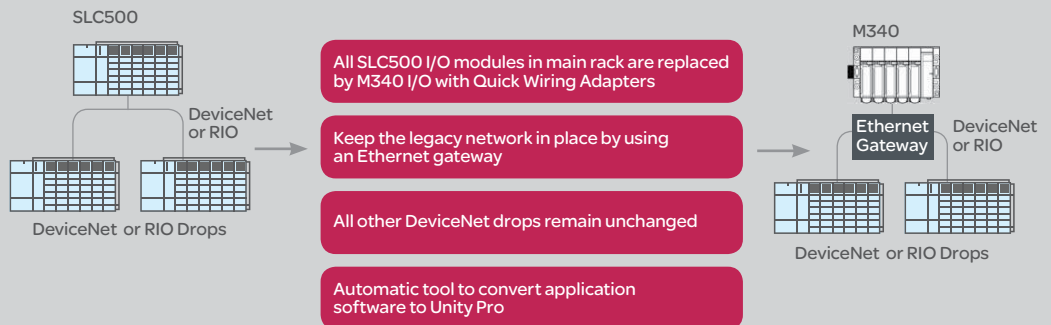 SLC500
DeviceNet
or RIO
DeviceNet or RIO Drops
All SLC500 I/O modules in main rack are replaced
by M340 I/O with Quick Wiring Adapters
Keep the legacy network in place by using
an Ethernet gateway
All other DeviceNet drops remain unchanged
Automatic tool to convert application
software to Unity Pro
M340
Ethernet
Gateway
DeviceNet
or RIO
DeviceNet or RIO Drops